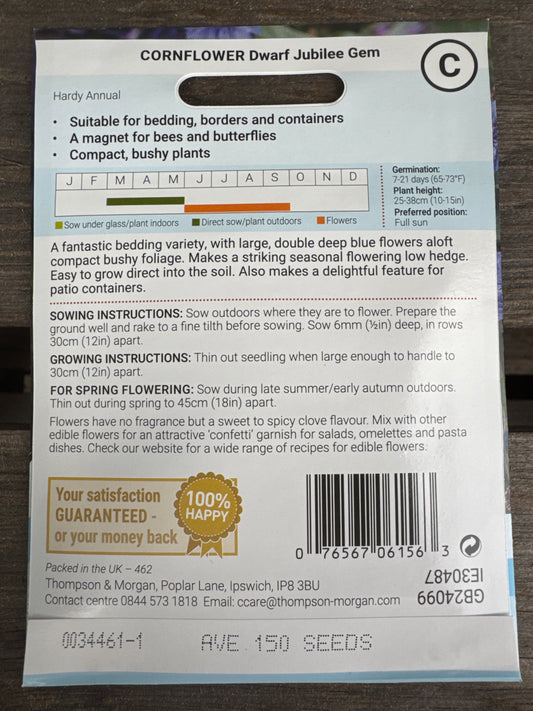 CORNFLOWER Dwarf Jubilee Gem
C
Hardy Annual
• Suitable for bedding, borders and containers
• A magnet for bees and butterflies
• Compact, bushy plants
J F M A M J J A S O N D
Sow under glass/plant indoors Direct sow/plant outdoors Flowers
Germination:
7-21 days (65-73°F)
Plant height:
25-38cm (10-15in)
Preferred position:
Full sun
A fantastic bedding variety, with large, double deep blue flowers aloft
compact bushy foliage. Makes a striking seasonal flowering low hedge.
Easy to grow direct into the soil. Also makes a delightful feature for
patio containers.
SOWING INSTRUCTIONS: Sow outdoors where they are to flower. Prepare the
ground well and rake to a fine tilth before sowing. Sow 6mm (½in) deep, in rows
30cm (12in) apart.
GROWING INSTRUCTIONS: Thin out seedling when large enough to handle to
30cm (12in) apart.
FOR SPRING FLOWERING: Sow during late summer/early autumn outdoors.
Thin out during spring to 45cm (18in) apart.
Flowers have no fragrance but a sweet to spicy clove flavour. Mix with other
edible flowers for an attractive 'confetti' garnish for salads, omelettes and pasta
dishes. Check our website for a wide range of recipes for edible flowers.
Your satisfaction
GUARANTEED -
or your money back
100%
HAPPY
0 76567 06156 3
Packed in the UK – 462
Thompson & Morgan, Poplar Lane, Ipswich, IP8 3BU
Contact centre 0844 573 1818 Email: ccare@thompson-morgan.com
GB24099
IE30487
0034461-1 AVE 150 SEEDS